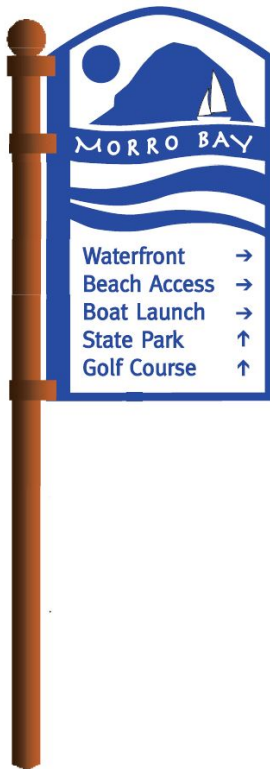 MORRO BAY
Waterfront →
Beach Access →
Boat Launch →
State Park ↑
Golf Course ↑